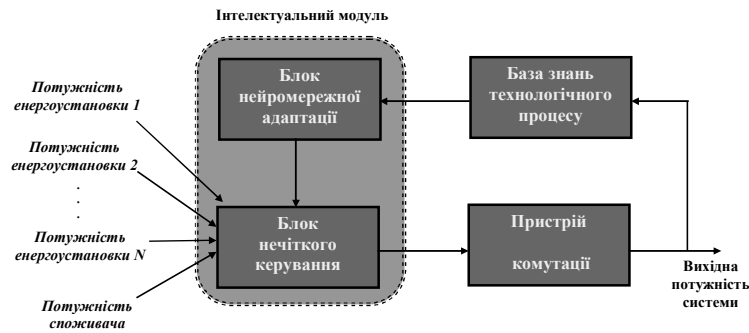 Інтелектуальний модуль
Блок
нейромережної
адаптації
База знань
технологічного
процесу
Потужність
енергоустановки 1
Потужність
енергоустановки 2
.
.
.
Потужність
енергоустановки N
Потужність
споживача
Блок
нечіткого
керування
Пристрій
комутації
Вихідна
потужність
системи